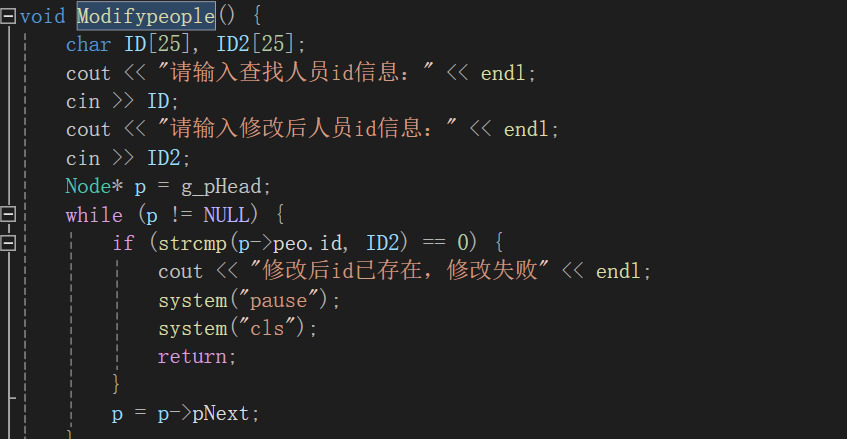 void Modifypeople() {
char ID[25], ID2[25];
cout << "请输入查找人员id信息：" << endl;
cin >> ID;
cout << "请输入修改后人员id信息：" << endl;
cin >> ID2;
Node* p = g_pHead;
while (p != NULL) {
if (strcmp(p->peo.id, ID2) == 0) {
cout << "修改后id已存在，修改失败" << endl;
system("pause");
system("cls");
return;
}
p = p->pNext;
}